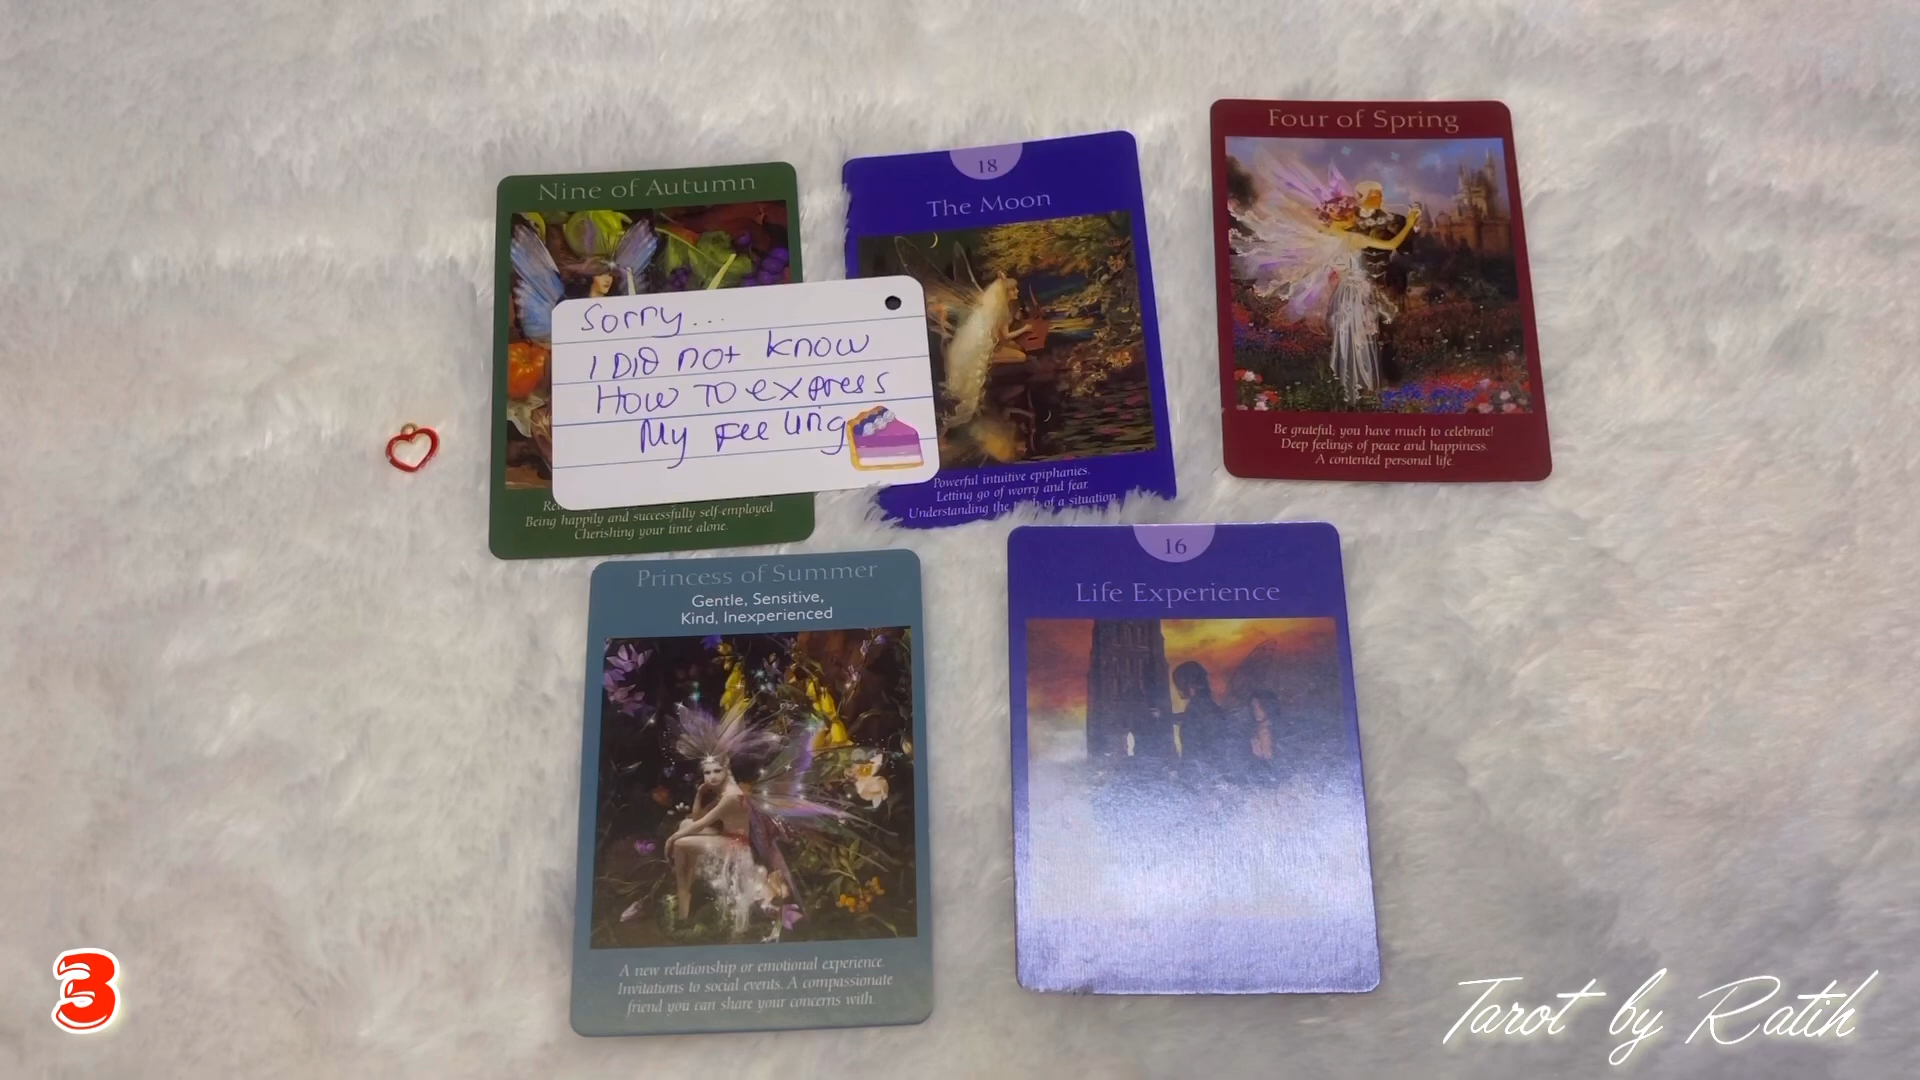 Nine of Autumn
Being happily and successfully self-employed.
Cherishing your time alone.
Sorry...
I DID not know
How TO express
My Feeling
18
The Moon
Powerful intuitive epiphanies.
Letting go of worry and fear.
Understanding the of a situation.
Four of Spring
Be grateful; you have much to celebrate!
Deep feelings of peace and happiness.
A contented personal life.
Princess of Summer
Gentle, Sensitive,
Kind, Inexperienced
A new relationship or emotional experience.
Invitations to social events. A compassionate
friend you can share your concerns with.
16
Life Experience
3
Tarot by Ratih